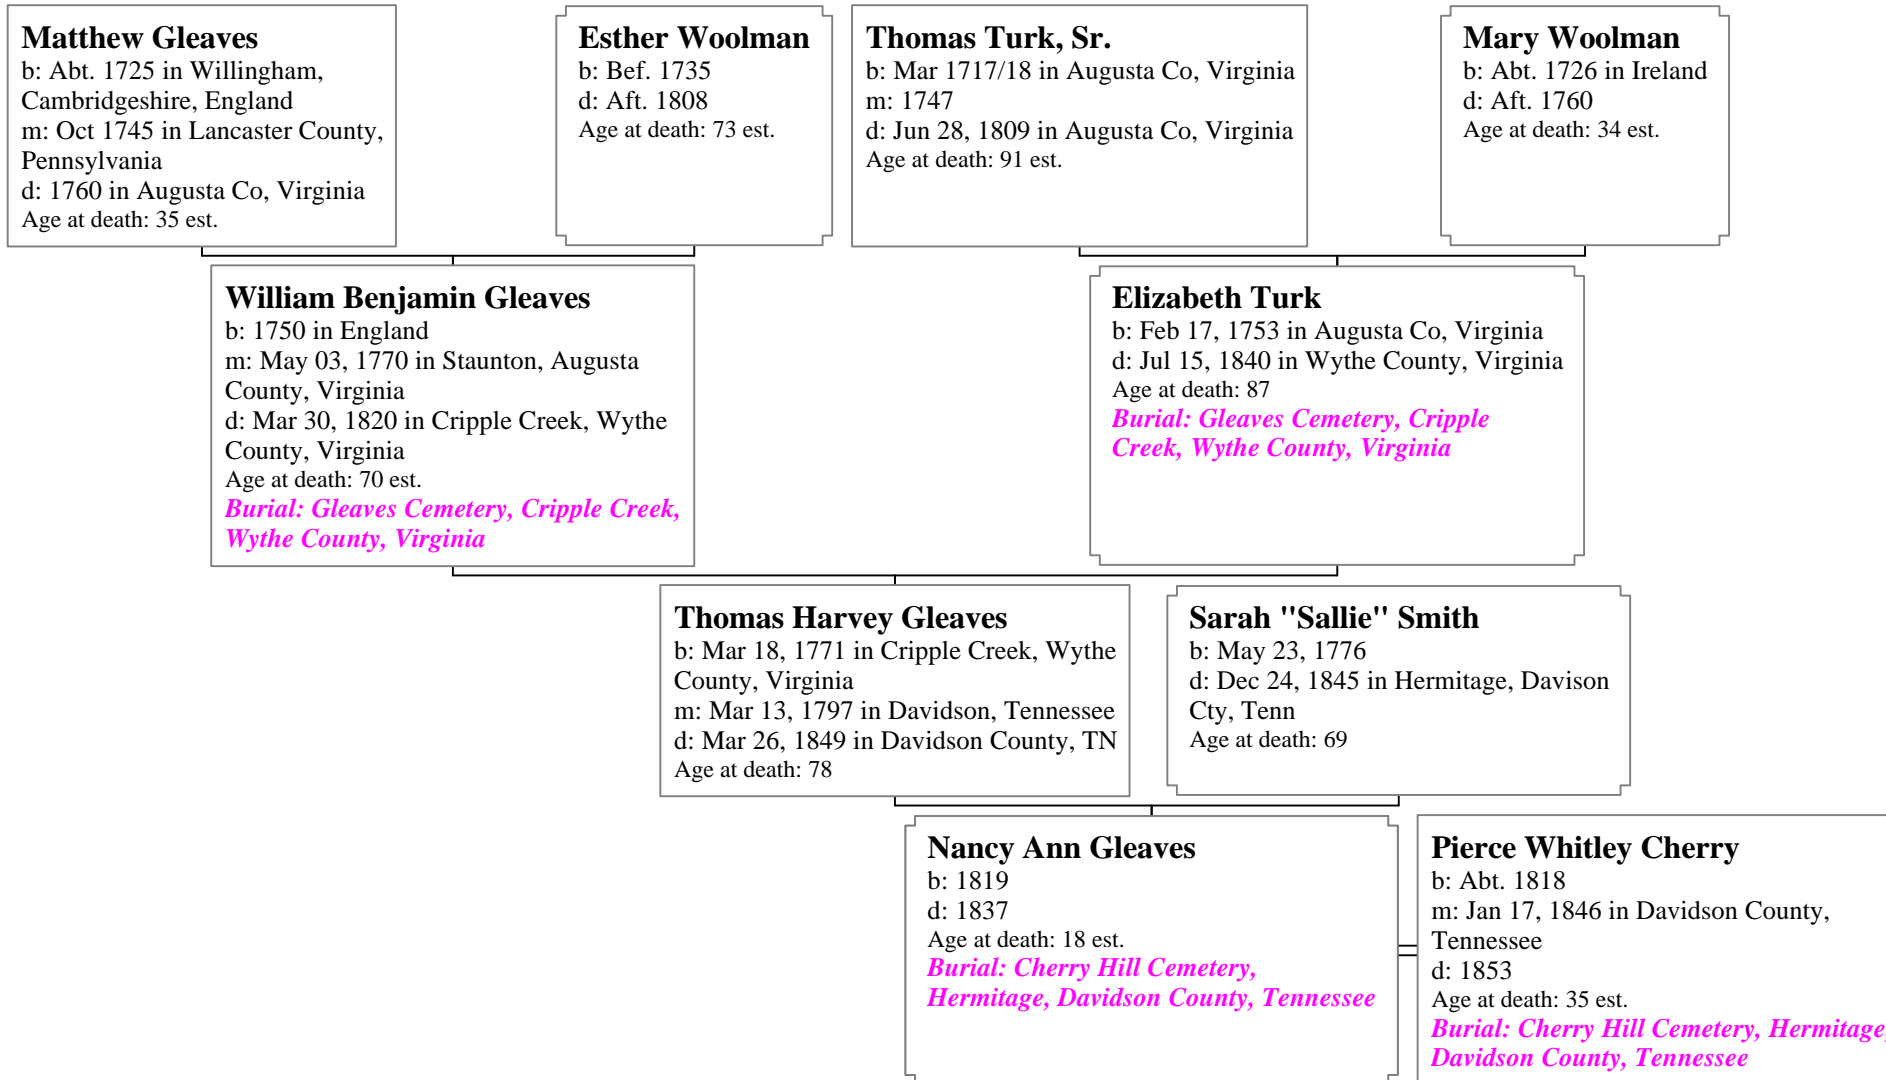 Matthew Gleaves
b: Abt. 1725 in Willingham,
Cambridgeshire, England
m: Oct 1745 in Lancaster County,
Pennsylvania
d: 1760 in Augusta Co, Virginia
Age at death: 35 est.
Esther Woolman
b: Bef. 1735
d: Aft. 1808
Age at death: 73 est.
Thomas Turk, Sr.
b: Mar 1717/18 in Augusta Co, Virginia
m: 1747
d: Jun 28, 1809 in Augusta Co, Virginia
Age at death: 91 est.
Mary Woolman
b: Abt. 1726 in Ireland
d: Aft. 1760
Age at death: 34 est.
William Benjamin Gleaves
b: 1750 in England
m: May 03, 1770 in Staunton, Augusta
County, Virginia
d: Mar 30, 1820 in Cripple Creek, Wythe
County, Virginia
Age at death: 70 est.
Burial: Gleaves Cemetery, Cripple Creek,
Wythe County, Virginia
Elizabeth Turk
b: Feb 17, 1753 in Augusta Co, Virginia
d: Jul 15, 1840 in Wythe County, Virginia
Age at death: 87
Burial: Gleaves Cemetery, Cripple
Creek, Wythe County, Virginia
Thomas Harvey Gleaves
b: Mar 18, 1771 in Cripple Creek, Wythe
County, Virginia
m: Mar 13, 1797 in Davidson, Tennessee
d: Mar 26, 1849 in Davidson County, TN
Age at death: 78
Sarah "Sallie" Smith
b: May 23, 1776
d: Dec 24, 1845 in Hermitage, Davison
Cty, Tenn
Age at death: 69
Nancy Ann Gleaves
b: 1819
d: 1837
Age at death: 18 est.
Burial: Cherry Hill Cemetery,
Hermitage, Davidson County, Tennessee
Pierce Whitley Cherry
b: Abt. 1818
m: Jan 17, 1846 in Davidson County,
Tennessee
d: 1853
Age at death: 35 est.
Burial: Cherry Hill Cemetery, Hermitage,
Davidson County, Tennessee